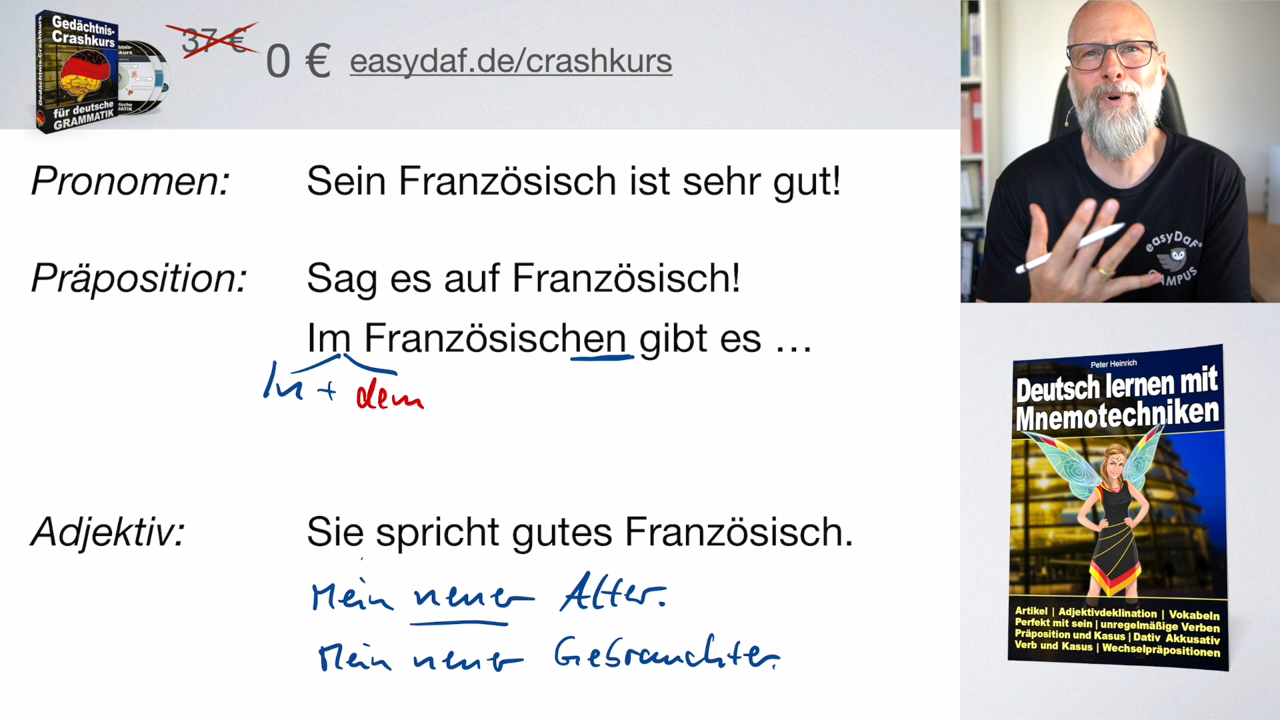 Gedächtnis-
Crashkurs
für deutsche
GRAMMATIK
37 €
0 € easydaf.de/crashkurs
Pronomen: Sein Französisch ist sehr gut!
Präposition: Sag es auf Französisch!
Im Französischen gibt es …
In + dem
Adjektiv: Sie spricht gutes Französisch.
Mein neuer Alter.
Mein neuer Gebrauchter.
easyDaF®
CAMPUS
Peter Heinrich
Deutsch lernen mit
Mnemotechniken
Artikel | Adjektivdeklination | Vokabeln
Perfekt mit sein | unregelmäßige Verben
Präposition und Kasus | Dativ Akkusativ
Verb und Kasus | Wechselpräpositionen